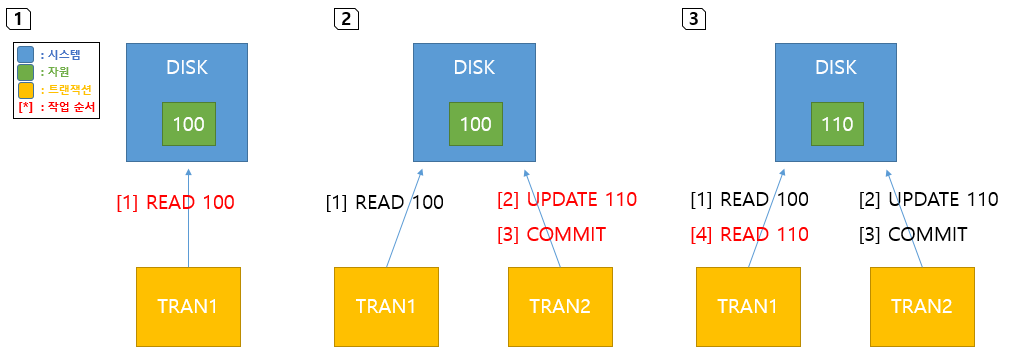 1
: 시스템
: 자원
: 트랜잭션
[*] : 작업 순서
DISK
100
[1] READ 100
TRAN1
2
DISK
100
[1] READ 100
[2] UPDATE 110
[3] COMMIT
TRAN1
TRAN2
3
DISK
110
[1] READ 100
[4] READ 110
[2] UPDATE 110
[3] COMMIT
TRAN1
TRAN2